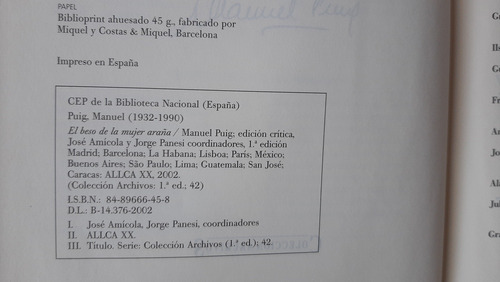 PAPEL
Biblioprint ahuesado 45 g., fabricado por
Miquel y Costas & Miquel, Barcelona
Impreso en España
CEP de la Biblioteca Nacional (España)
Puig, Manuel (1932-1990)
El beso de la mujer araña / Manuel Puig; edición crítica,
José Amícola y Jorge Panesi coordinadores, 1.ª edición
Madrid; Barcelona; La Habana; Lisboa; París; México;
Buenos Aires; São Paulo; Lima; Guatemala; San José;
Caracas: ALLCA XX, 2002.
(Colección Archivos: 1.ª ed.; 42)
I.S.B.N.: 84-89666-45-8
D.L.: B-14.376-2002
I. José Amícola, Jorge Panesi, coordinadores
II. ALLCA XX.
III. Título. Serie: Colección Archivos (1.ª ed.); 42
Manuel Puig